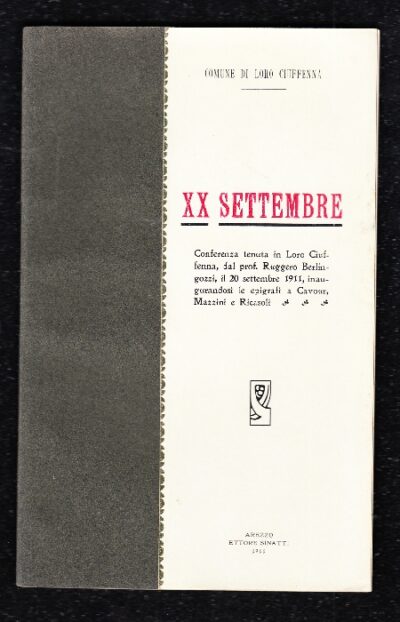 COMUNE DI LORO CIUFFENNA
XX SETTEMBRE
Conferenza tenuta in Loro Ciuf-
fenna, dal prof. Ruggero Berlin-
gozzi, il 20 settembre 1911, inau-
gurandosi le epigrafi a Cavour,
Mazzini e Ricasoli
AREZZO
ETTORE SINATTI
1911